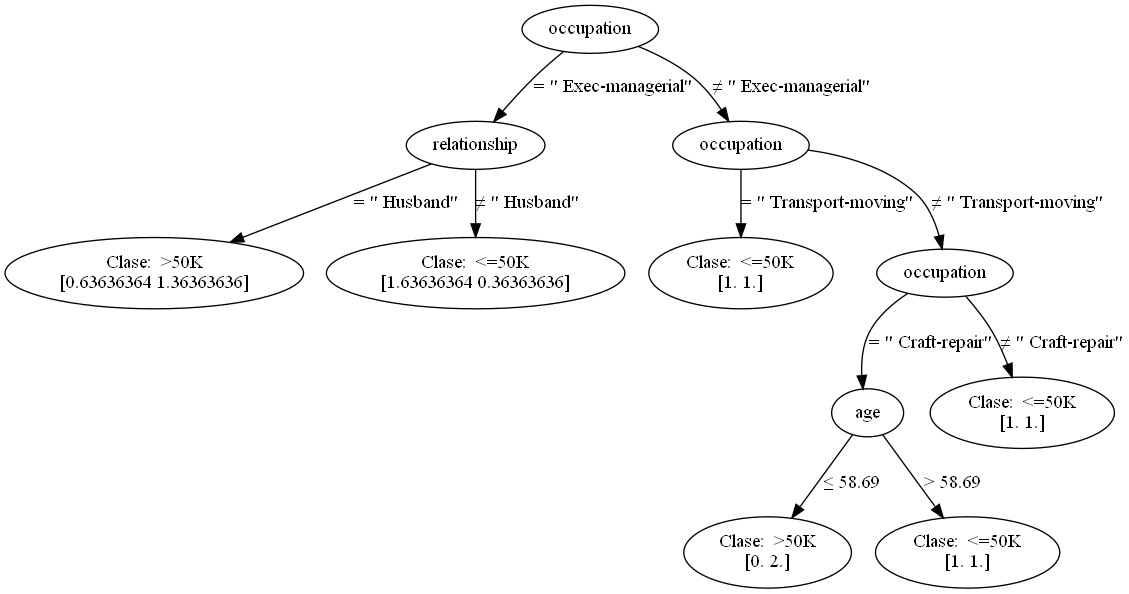 occupation
= " Exec-managerial"
≠ " Exec-managerial"
relationship
occupation
= " Husband"
≠ " Husband"
= " Transport-moving"
≠ " Transport-moving"
Clase:  >50K
[0.63636364 1.36363636]
Clase:  <=50K
[1.63636364 0.36363636]
Clase:  <=50K
[1. 1.]
occupation
= " Craft-repair"
≠ " Craft-repair"
age
Clase:  <=50K
[1. 1.]
≤ 58.69
> 58.69
Clase:  >50K
[0. 2.]
Clase:  <=50K
[1. 1.]